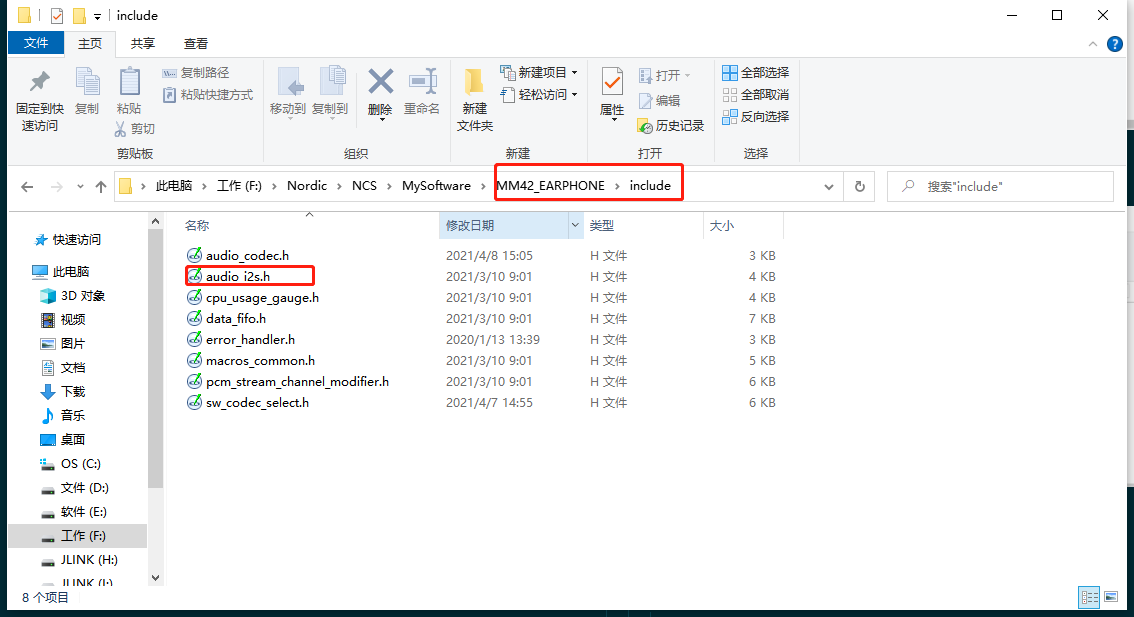 include
文件 主页 共享 查看
固定到快速访问
复制
粘贴
复制路径
粘贴快捷方式
剪切
剪贴板
移动到
复制到
删除
重命名
组织
新建文件夹
新建项目
轻松访问
新建
属性
打开
编辑
历史记录
打开
全部选择
全部取消
反向选择
选择
此电脑 › 工作 (F:) › Nordic › NCS › MySoftware › MM42_EARPHONE › include
搜索"include"
名称 修改日期 类型 大小
audio_codec.h 2021/4/8 15:05 H 文件 3 KB
audio_i2s.h 2021/3/10 9:01 H 文件 4 KB
cpu_usage_gauge.h 2021/3/10 9:01 H 文件 4 KB
data_fifo.h 2021/3/10 9:01 H 文件 7 KB
error_handler.h 2020/1/13 13:39 H 文件 3 KB
macros_common.h 2021/3/10 9:01 H 文件 5 KB
pcm_stream_channel_modifier.h 2021/3/10 9:01 H 文件 6 KB
sw_codec_select.h 2021/4/7 14:55 H 文件 6 KB
快速访问
此电脑
3D 对象
视频
图片
文档
下载
音乐
桌面
OS (C:)
文件 (D:)
软件 (E:)
工作 (F:)
JLINK (H:)
JLINK (I:)
8 个项目